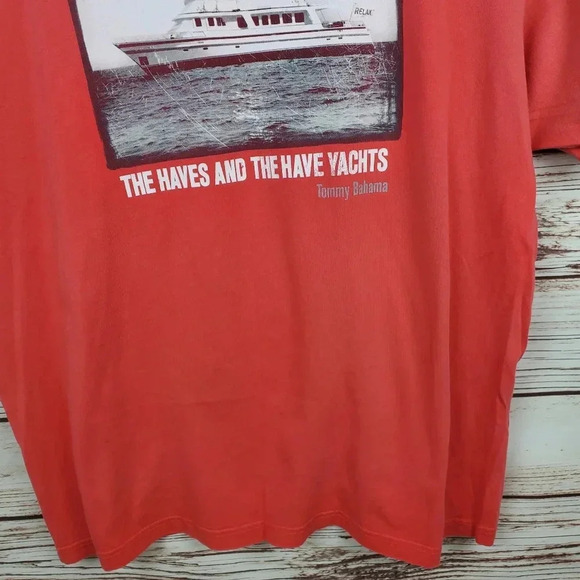 RELAX
THE HAVES AND THE HAVE YACHTS
Tommy Bahama